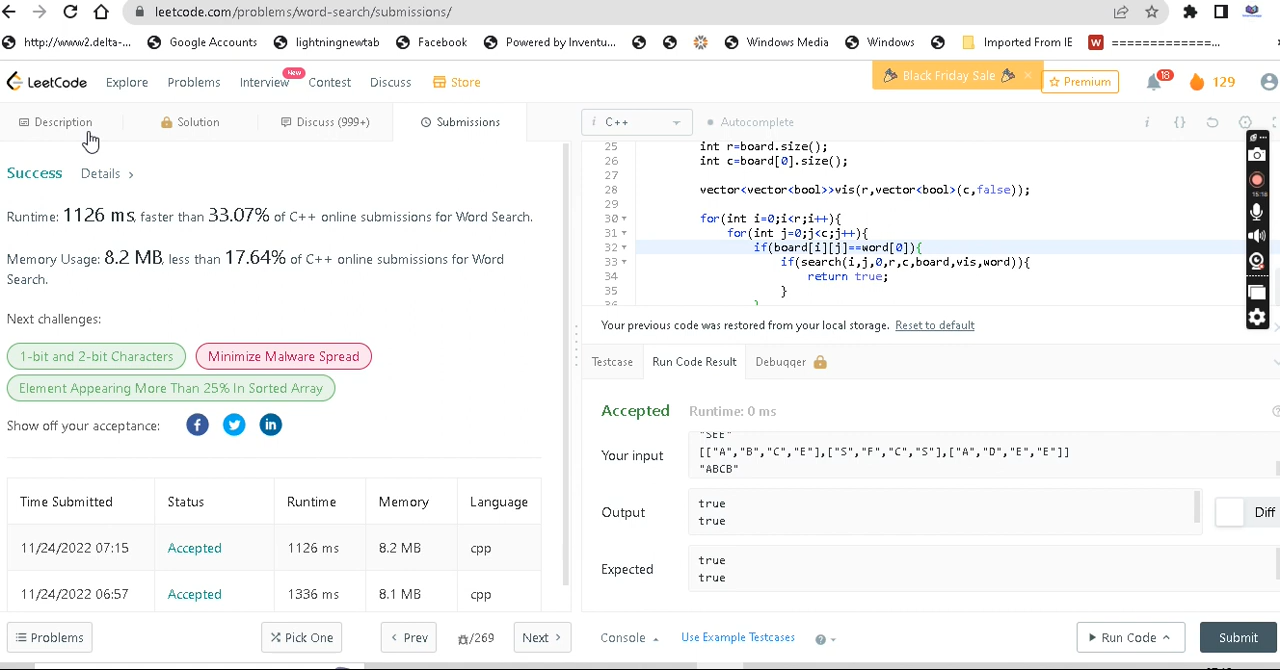 leetcode.com/problems/word-search/submissions/
http://www2.delta-... Google Accounts lightningnewtab Facebook Powered by Inventu... Windows Media Windows Imported From IE W ==============...
LeetCode Explore Problems Interview New Contest Discuss Store Black Friday Sale × Premium 18 129
Description Solution Discuss (999+) Submissions
i C++ Autocomplete i {}
Success Details >
Runtime: 1126 ms, faster than 33.07% of C++ online submissions for Word Search.
Memory Usage: 8.2 MB, less than 17.64% of C++ online submissions for Word
Search.
Next challenges:
1-bit and 2-bit Characters Minimize Malware Spread
Element Appearing More Than 25% In Sorted Array
Show off your acceptance:
Time Submitted Status Runtime Memory Language
11/24/2022 07:15 Accepted 1126 ms 8.2 MB cpp
11/24/2022 06:57 Accepted 1336 ms 8.1 MB cpp
25 int r=board.size();
26 int c=board[0].size();
27
28 vector<vector<bool>>vis(r,vector<bool>(c,false));
29
30 for(int i=0;i<r;i++){
31 for(int j=0;j<c;j++){
32 if(board[i][j]==word[0]){
33 if(search(i,j,0,r,c,board,vis,word)){
34 return true;
35 }
36 }
15:18
Your previous code was restored from your local storage. Reset to default
Testcase Run Code Result Debugger
Accepted Runtime: 0 ms
Your input
"SEE"
[["A","B","C","E"],["S","F","C","S"],["A","D","E","E"]]
"ABCB"
Output
true
true
Diff
Expected
true
true
Problems Pick One < Prev /269 Next > Console Use Example Testcases ? Run Code Submit